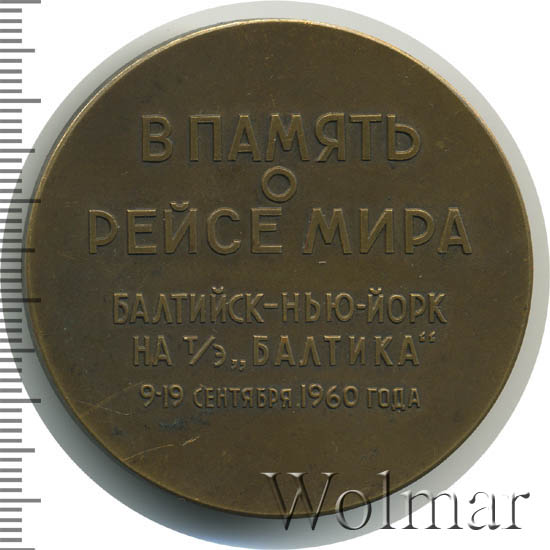 В ПАМЯТЬ
О
РЕЙСЕ МИРА
БАЛТИЙСК-НЬЮ-ЙОРК
НА Т/Э „БАЛТИКА“
9-19 СЕНТЯБРЯ 1960 ГОДА
Wolmar